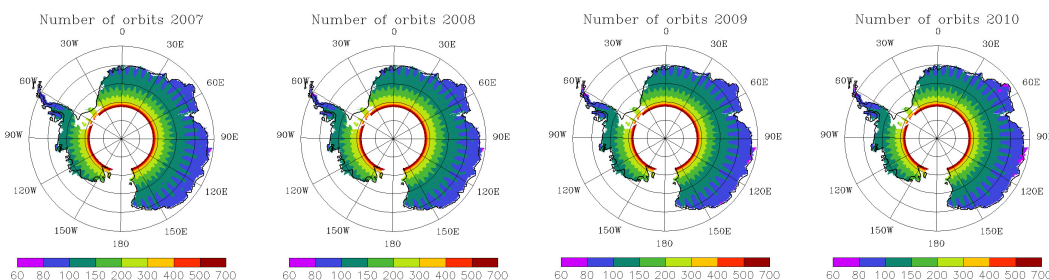 Number of orbits 2007
0
30W 30E
60W 60E
90W 90E
120W 120E
150W 150E
180
60 80 100 150 200 300 400 500 700
Number of orbits 2008
0
30W 30E
60W 60E
90W 90E
120W 120E
150W 150E
180
60 80 100 150 200 300 400 500 700
Number of orbits 2009
0
30W 30E
60W 60E
90W 90E
120W 120E
150W 150E
180
60 80 100 150 200 300 400 500 700
Number of orbits 2010
0
30W 30E
60W 60E
90W 90E
120W 120E
150W 150E
180
60 80 100 150 200 300 400 500 700